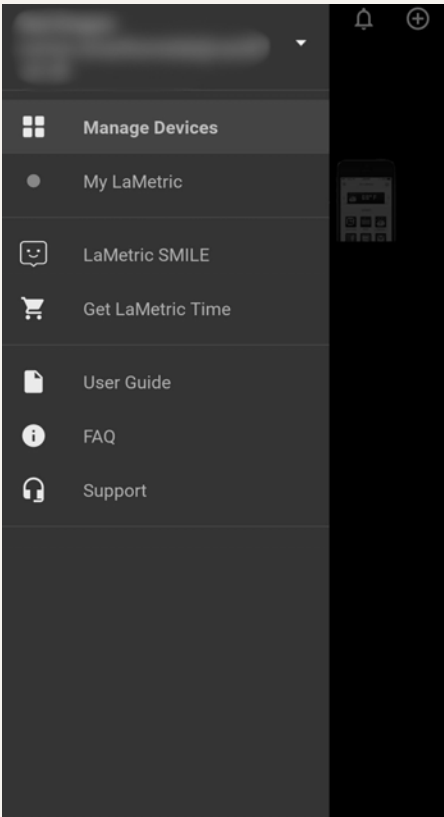 Manage Devices
My LaMetric
LaMetric SMILE
Get LaMetric Time
User Guide
FAQ
Support